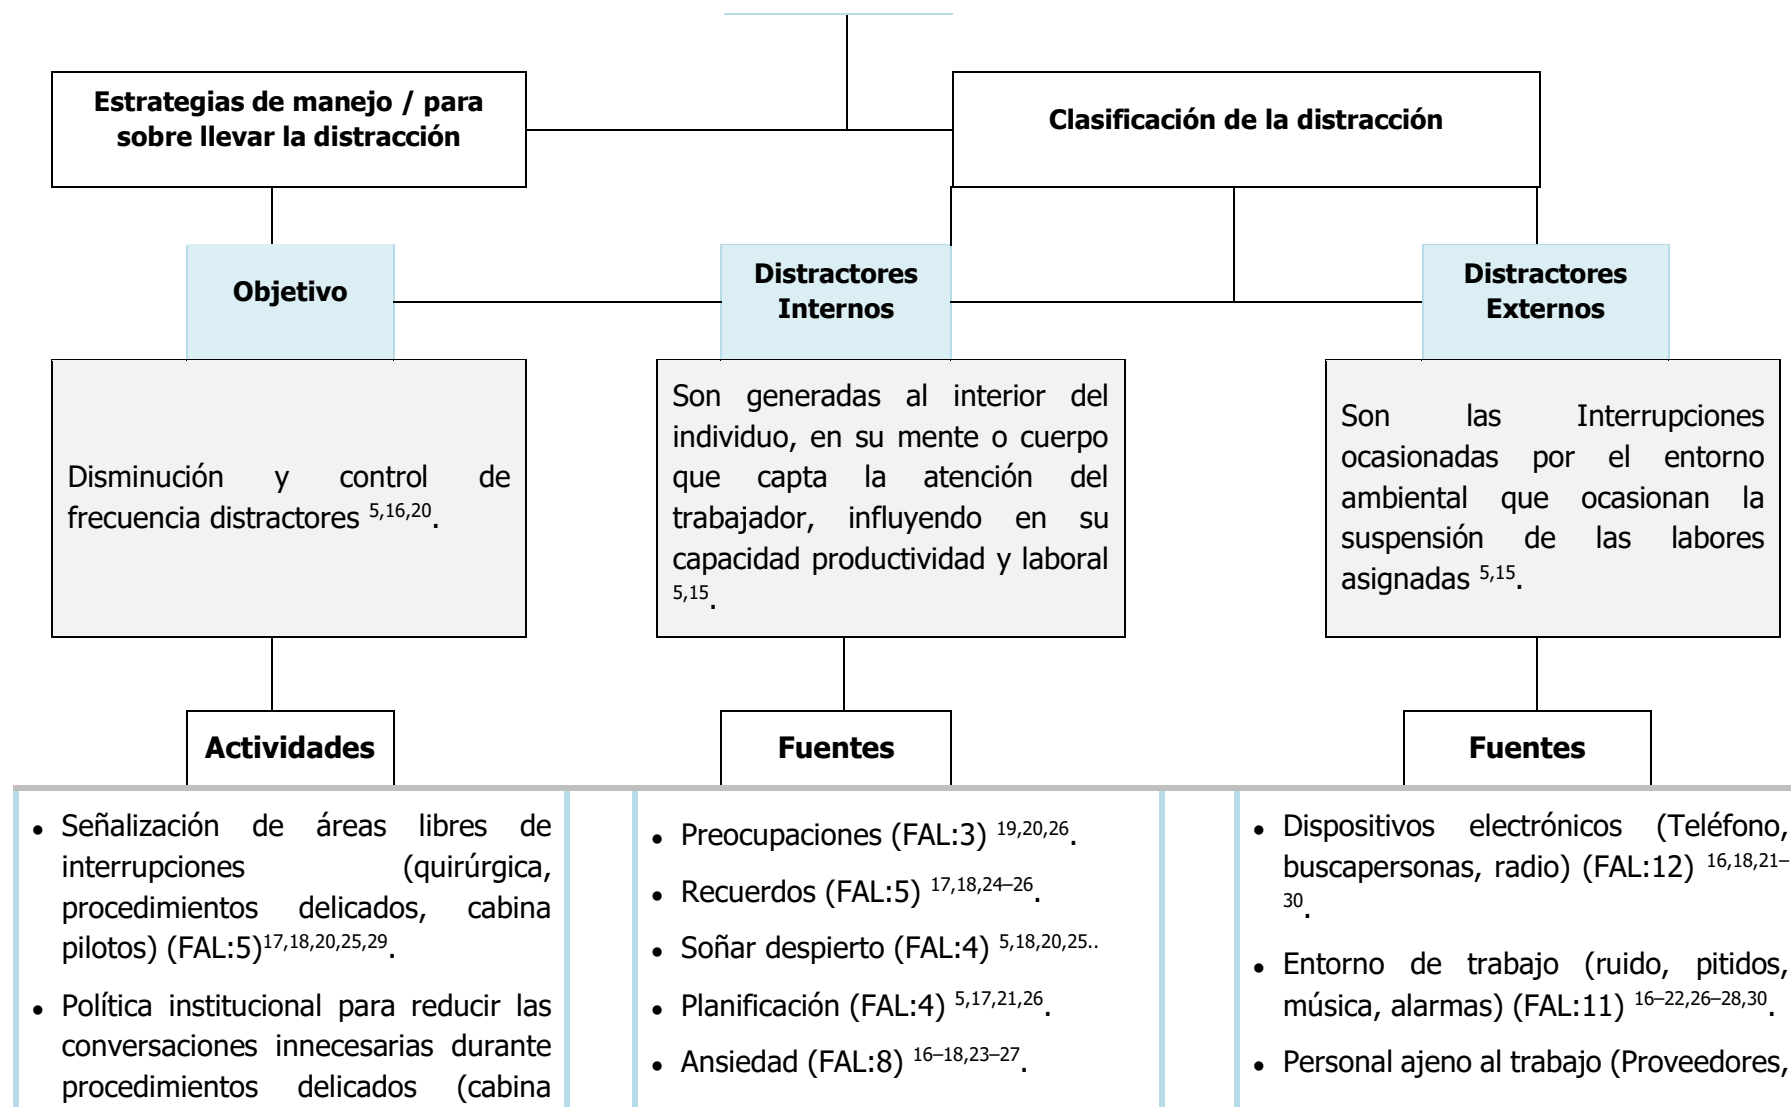 Estrategias de manejo / para
sobre llevar la distracción
Clasificación de la distracción
Objetivo
Distractores
Internos
Distractores
Externos
Disminución y control de
frecuencia distractores 5,16,20.
Son generadas al interior del
individuo, en su mente o cuerpo
que capta la atención del
trabajador, influyendo en su
capacidad productividad y laboral
5,15.
Son las Interrupciones
ocasionadas por el entorno
ambiental que ocasionan la
suspensión de las labores
asignadas 5,15.
Actividades
Fuentes
Fuentes
• Señalización de áreas libres de
interrupciones (quirúrgica,
procedimientos delicados, cabina
pilotos) (FAL:5)17,18,20,25,29.
• Política institucional para reducir las
conversaciones innecesarias durante
procedimientos delicados (cabina
• Preocupaciones (FAL:3) 19,20,26.
• Recuerdos (FAL:5) 17,18,24–26.
• Soñar despierto (FAL:4) 5,18,20,25..
• Planificación (FAL:4) 5,17,21,26.
• Ansiedad (FAL:8) 16–18,23–27.
• Dispositivos electrónicos (Teléfono,
buscapersonas, radio) (FAL:12) 16,18,21–
30.
• Entorno de trabajo (ruido, pitidos,
música, alarmas) (FAL:11) 16–22,26–28,30.
• Personal ajeno al trabajo (Proveedores,